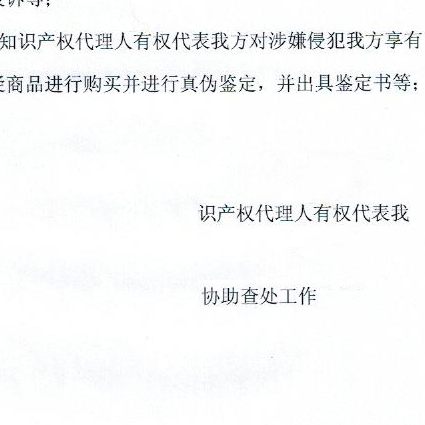 诉等；
知识产权代理人有权代表我方对涉嫌侵犯我方享有
商品进行购买并进行真伪鉴定，并出具鉴定书等；
识产权代理人有权代表我
协助查处工作